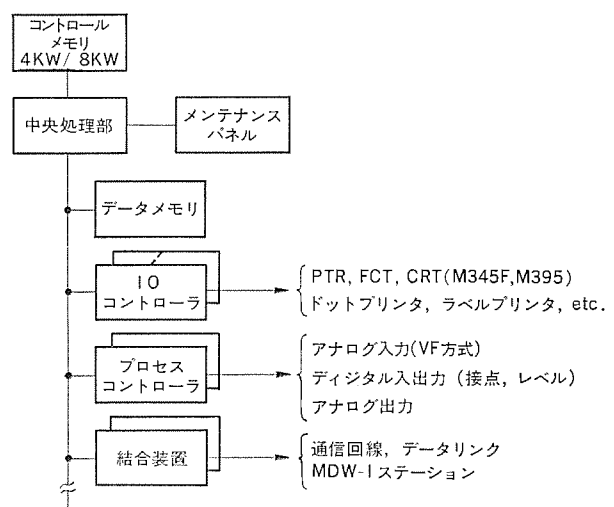 コントロール
メモリ
4KW/ 8KW
中央処理部
メンテナンス
パネル
データメモリ
IO
コントローラ
PTR, FCT, CRT(M345F,M395)
ドットプリンタ, ラベルプリンタ, etc.
プロセス
コントローラ
アナログ入力(VF方式)
ディジタル入出力 (接点, レベル)
アナログ出力
結合装置
通信回線, データリンク
MDW-Iステーション